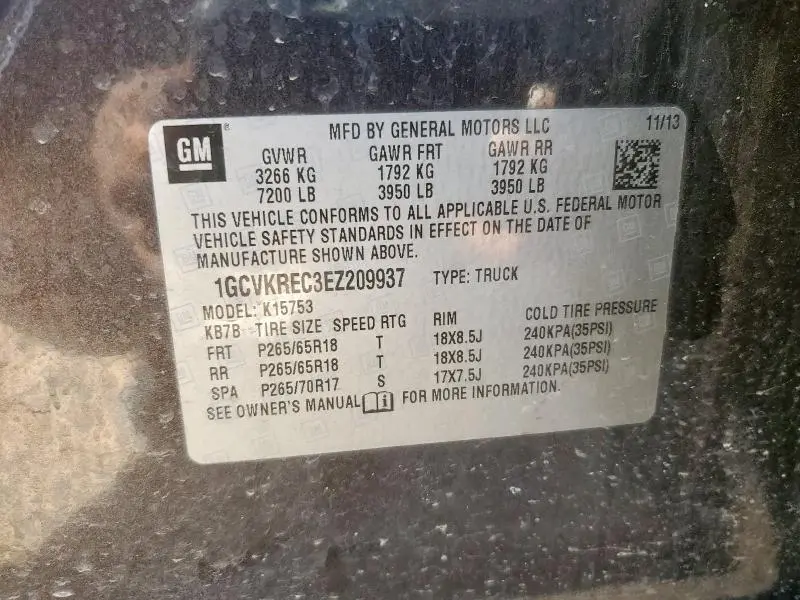 GM
MFD BY GENERAL MOTORS LLC 11/13
GVWR GAWR FRT GAWR RR
3266 KG 1792 KG 1792 KG
7200 LB 3950 LB 3950 LB
THIS VEHICLE CONFORMS TO ALL APPLICABLE U.S. FEDERAL MOTOR
VEHICLE SAFETY STANDARDS IN EFFECT ON THE DATE OF
MANUFACTURE SHOWN ABOVE.
1GCVKREC3EZ209937 TYPE: TRUCK
MODEL: K15753
KB7B TIRE SIZE SPEED RTG RIM COLD TIRE PRESSURE
FRT P265/65R18 T 18X8.5J 240KPA(35PSI)
RR P265/65R18 T 18X8.5J 240KPA(35PSI)
SPA P265/70R17 S 17X7.5J 240KPA(35PSI)
SEE OWNER'S MANUAL FOR MORE INFORMATION.